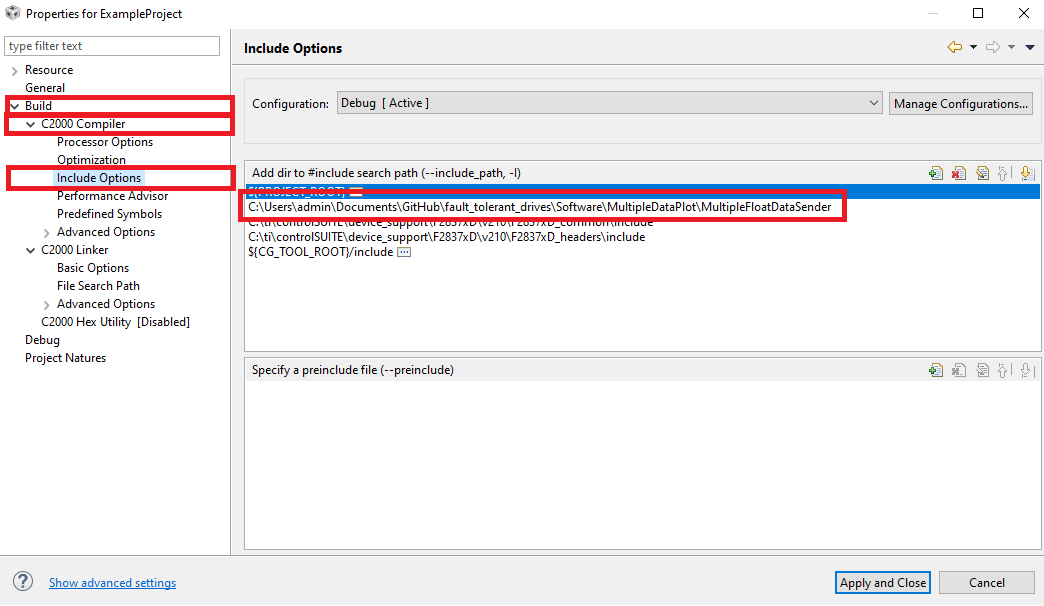 Properties for ExampleProject
type filter text
Resource
General
Build
C2000 Compiler
Processor Options
Optimization
Include Options
Performance Advisor
Predefined Symbols
Advanced Options
C2000 Linker
Basic Options
File Search Path
Advanced Options
C2000 Hex Utility [Disabled]
Debug
Project Natures
Include Options
Configuration: Debug [ Active ] Manage Configurations...
Add dir to #include search path (--include_path, -I)
${PROJECT_ROOT}
C:\Users\admin\Documents\GitHub\fault_tolerant_drives\Software\MultipleDataPlot\MultipleFloatDataSender
C:\ti\controlSUITE\device_support\F2837xD\v210\F2837xD_common\include
C:\ti\controlSUITE\device_support\F2837xD\v210\F2837xD_headers\include
${CG_TOOL_ROOT}/include
Specify a preinclude file (--preinclude)
Show advanced settings
Apply and Close
Cancel